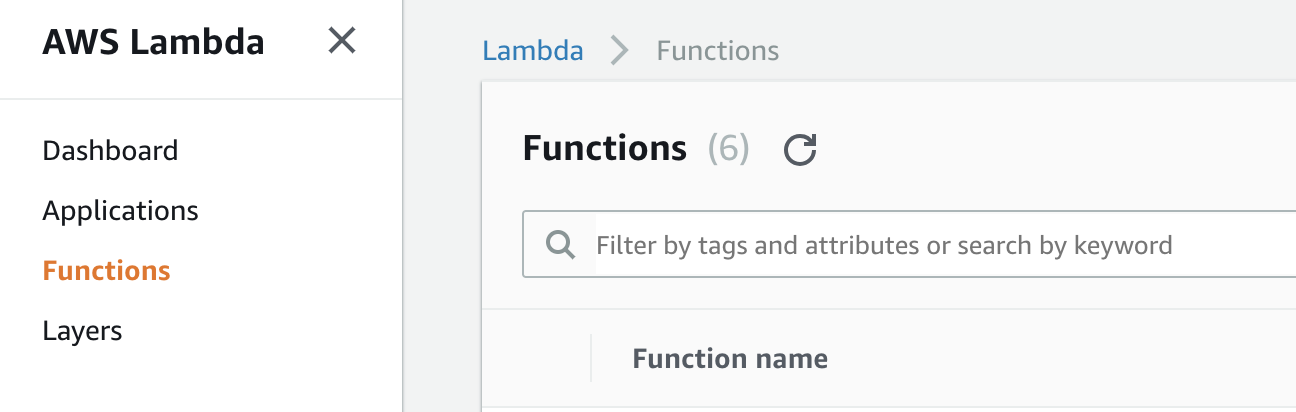 AWS Lambda
Dashboard
Applications
Functions
Layers
Lambda > Functions
Functions (6)
Filter by tags and attributes or search by keyword
Function name